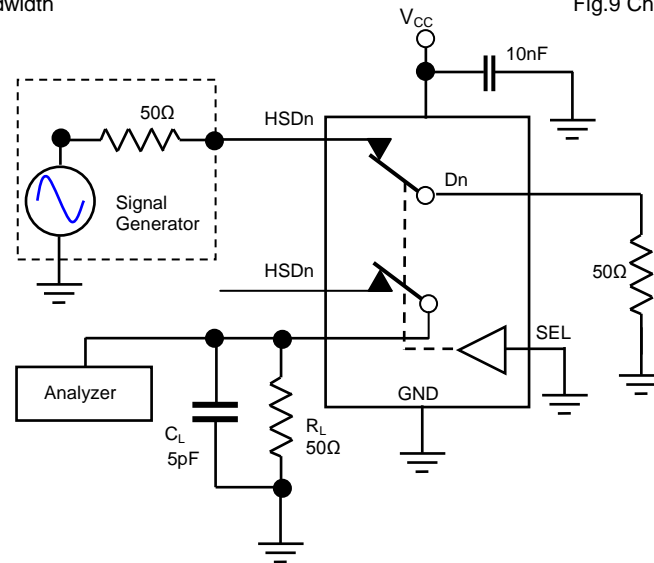 dwidth
Fig.9 Ch
VCC
10nF
50Ω
HSDn
Dn
Signal
Generator
50Ω
HSDn
SEL
Analyzer
GND
CL
5pF
RL
50Ω